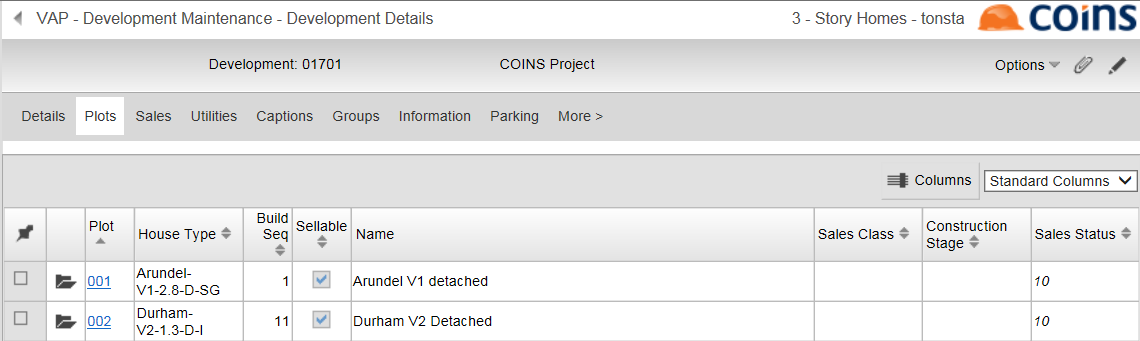 VAP - Development Maintenance - Development Details 3 - Story Homes - tonsta coins
Development: 01701 COINS Project Options
Details Plots Sales Utilities Captions Groups Information Parking More >
Columns Standard Columns
Plot House Type Build Seq Sellable Name Sales Class Construction Stage Sales Status
001 Arundel-V1-2.8-D-SG 1 Arundel V1 detached 10
002 Durham-V2-1.3-D-I 11 Durham V2 Detached 10